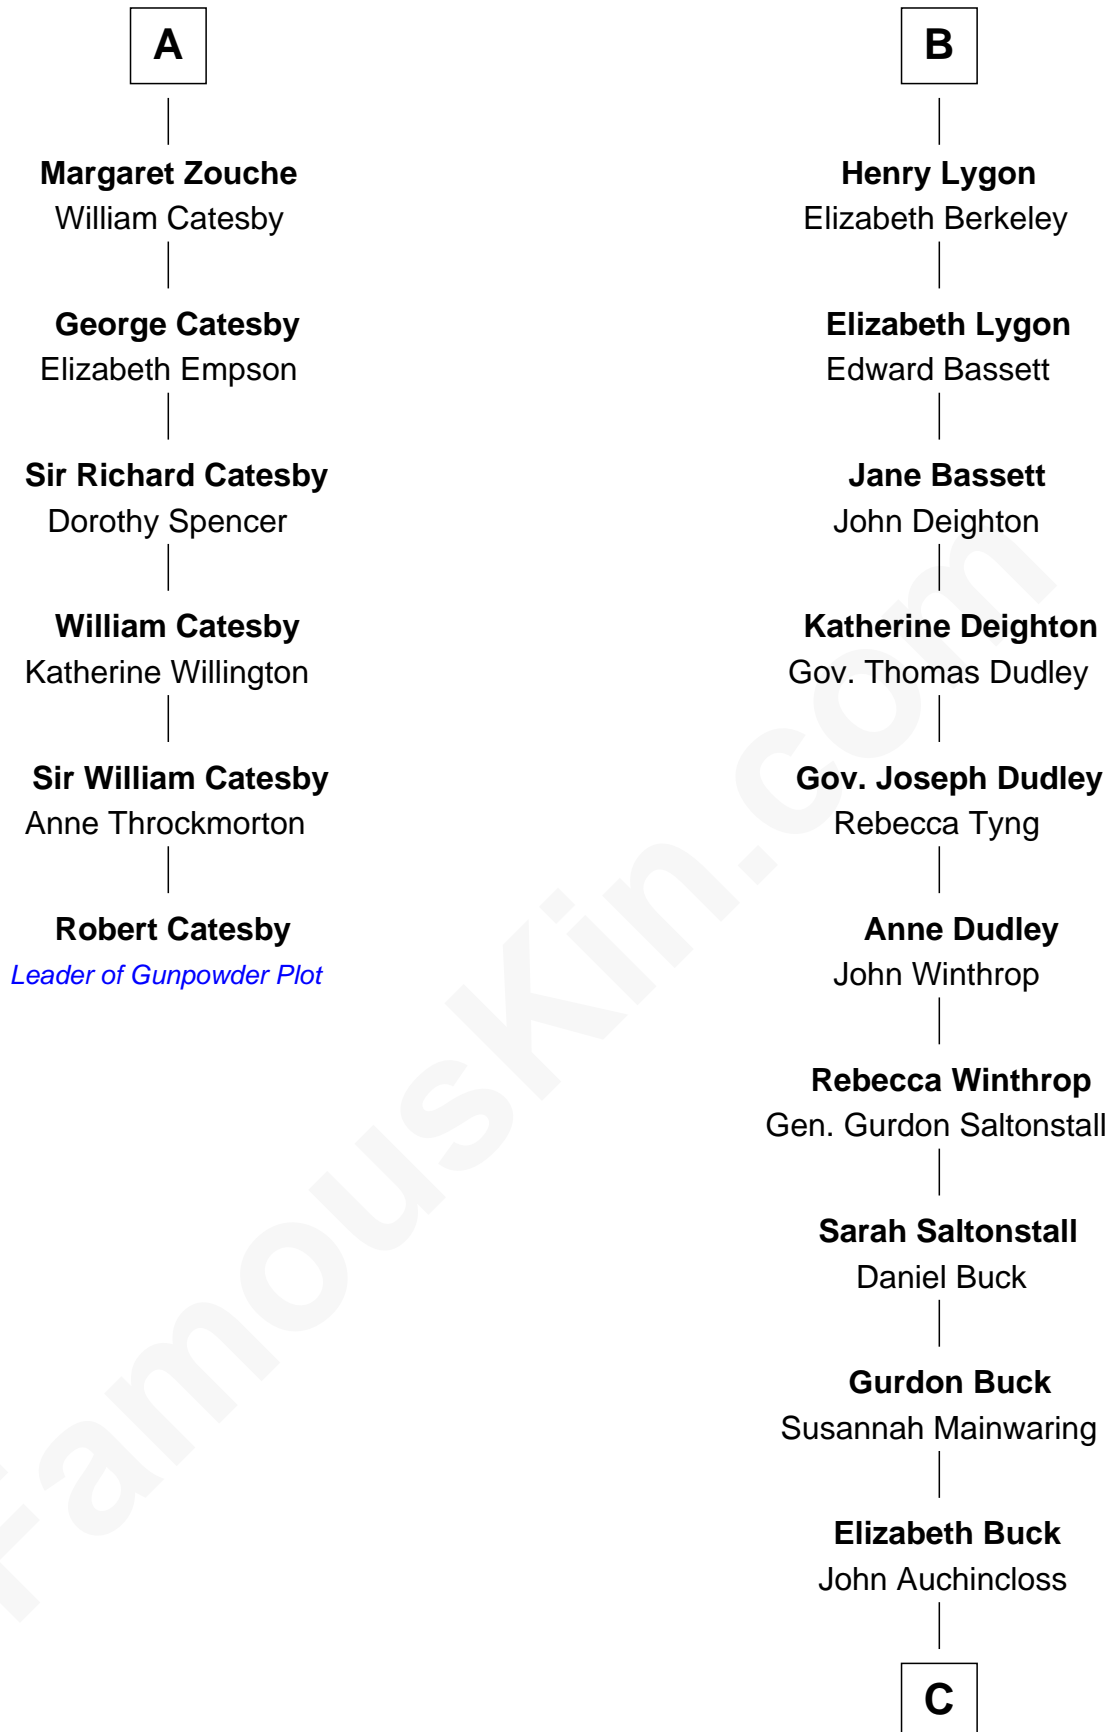 A
Margaret Zouche
William Catesby
George Catesby
Elizabeth Empson
Sir Richard Catesby
Dorothy Spencer
William Catesby
Katherine Willington
Sir William Catesby
Anne Throckmorton
Robert Catesby
Leader of Gunpowder Plot
B
Henry Lygon
Elizabeth Berkeley
Elizabeth Lygon
Edward Bassett
Jane Bassett
John Deighton
Katherine Deighton
Gov. Thomas Dudley
Gov. Joseph Dudley
Rebecca Tyng
Anne Dudley
John Winthrop
Rebecca Winthrop
Gen. Gurdon Saltonstall
Sarah Saltonstall
Daniel Buck
Gurdon Buck
Susannah Mainwaring
Elizabeth Buck
John Auchincloss
C
FamousKin.com